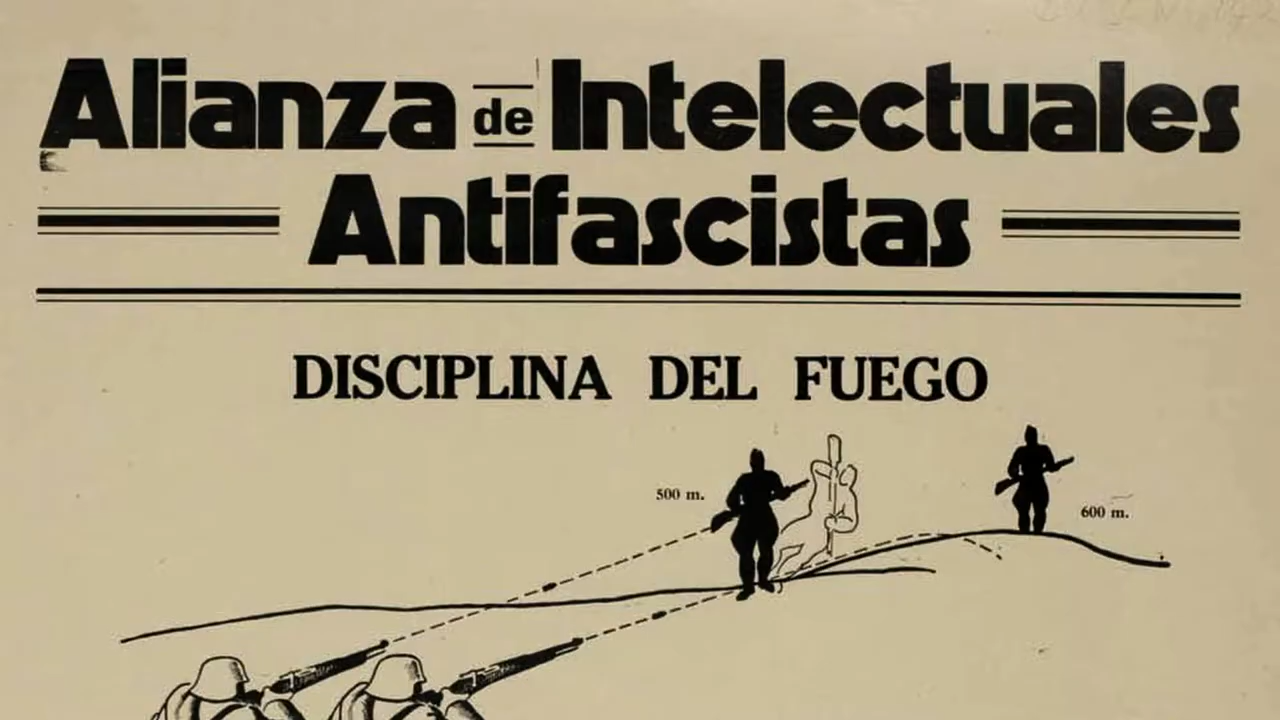 Alianza de Intelectuales
Antifascistas
DISCIPLINA DEL FUEGO
500 m.
600 m.